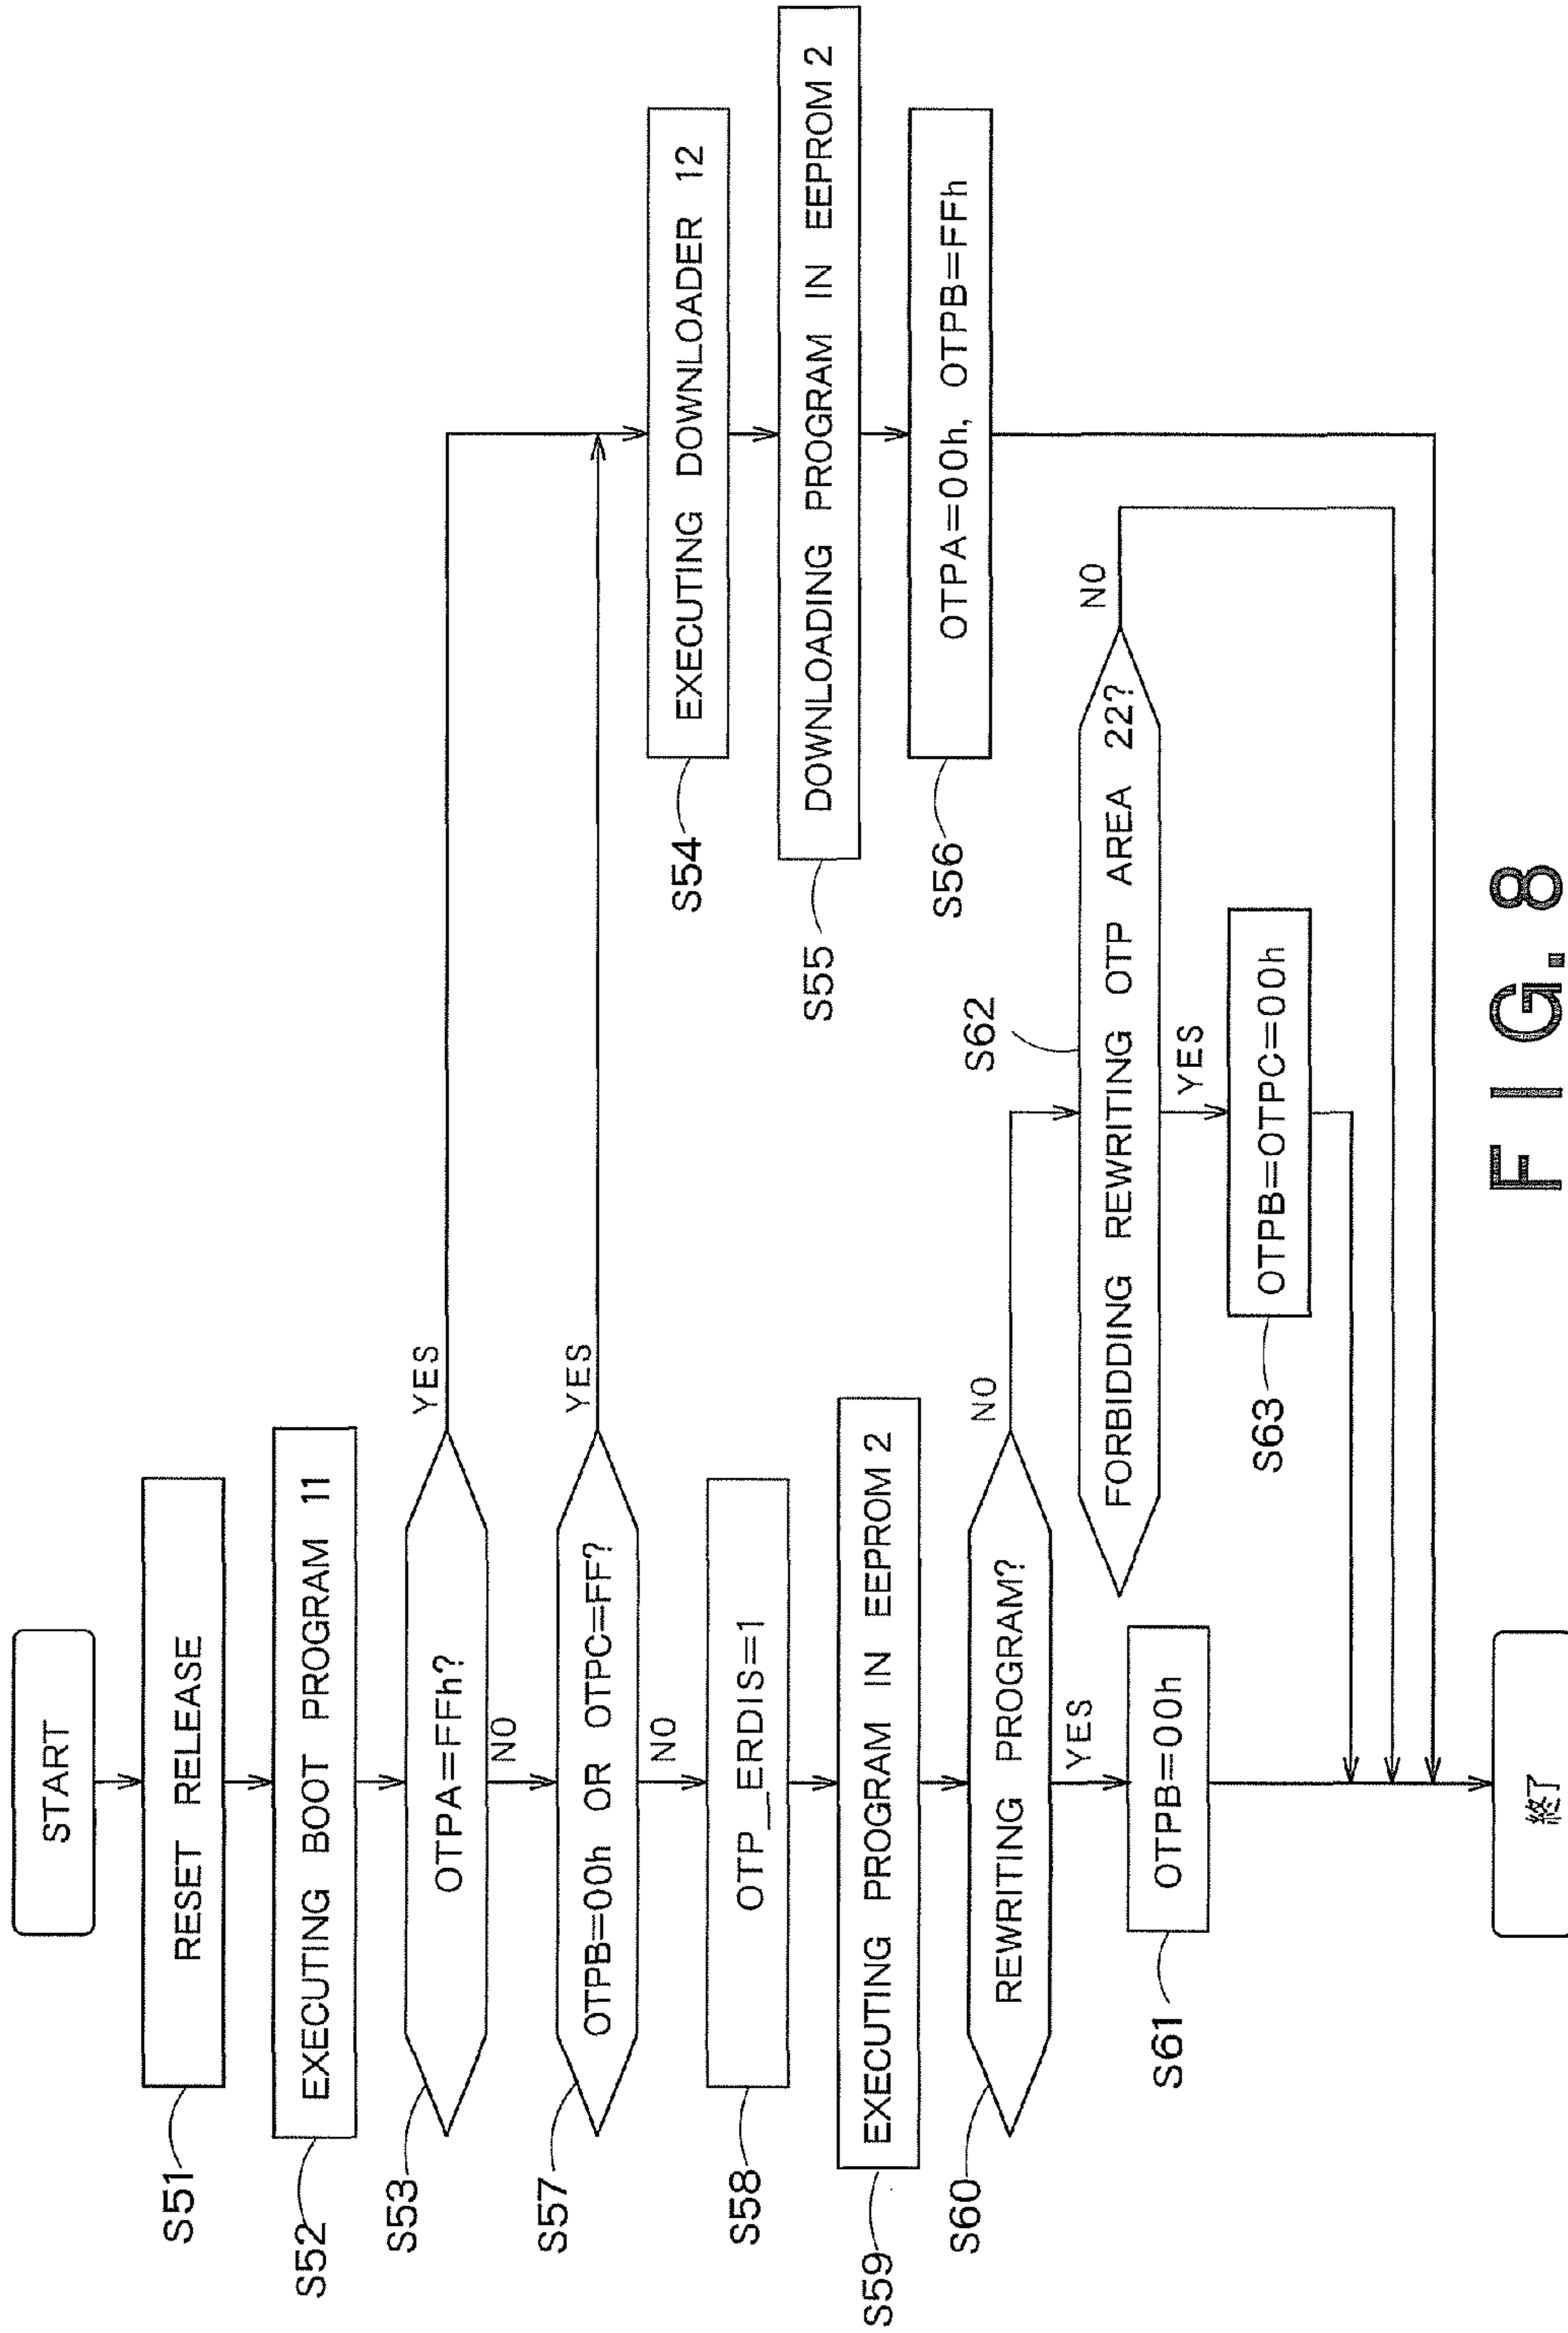 START
S51
RESET RELEASE
S52
EXECUTING BOOT PROGRAM 11
S53
OTPA=FFh?
YES
NO
S57
OTPB=00h OR OTPC=FF?
YES
NO
S54
EXECUTING DOWNLOADER 12
S58
OTP_ERDIS=1
S55
DOWNLOADING PROGRAM IN EEPROM 2
S59
EXECUTING PROGRAM IN EEPROM 2
S56
OTPA=00h, OTPB=FFh
S60
REWRITING PROGRAM?
NO
YES
S62
FORBIDDING REWRITING OTP AREA 22?
NO
YES
S61
OTPB=00h
S63
OTPB=OTPC=00h
終了
FIG. 8